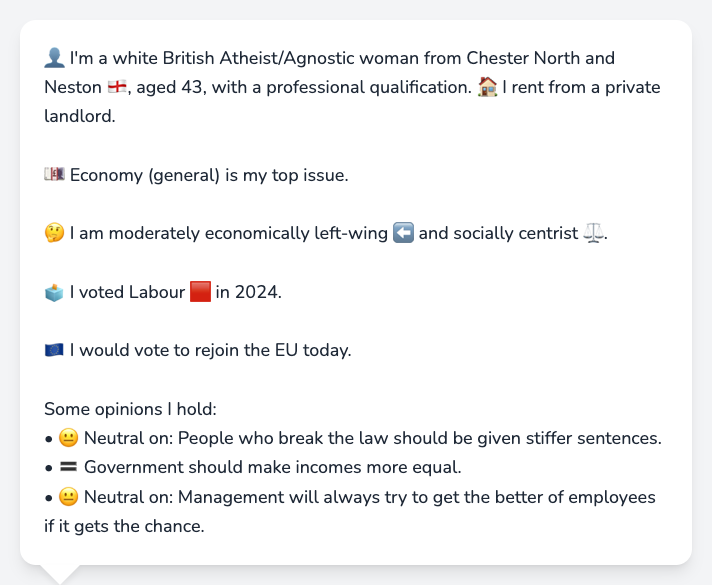 👤 I'm a white British Atheist/Agnostic woman from Chester North and
Neston 🏴󠁧󠁢󠁥󠁮󠁧󠁿, aged 43, with a professional qualification. 🏠 I rent from a private
landlord.
💷 Economy (general) is my top issue.
🤔 I am moderately economically left-wing ⬅️ and socially centrist ⚖️.
🗳️ I voted Labour 🟥 in 2024.
🇪🇺 I would vote to rejoin the EU today.
Some opinions I hold:
• 😐 Neutral on: People who break the law should be given stiffer sentences.
• 🟰 Government should make incomes more equal.
• 😐 Neutral on: Management will always try to get the better of employees
if it gets the chance.